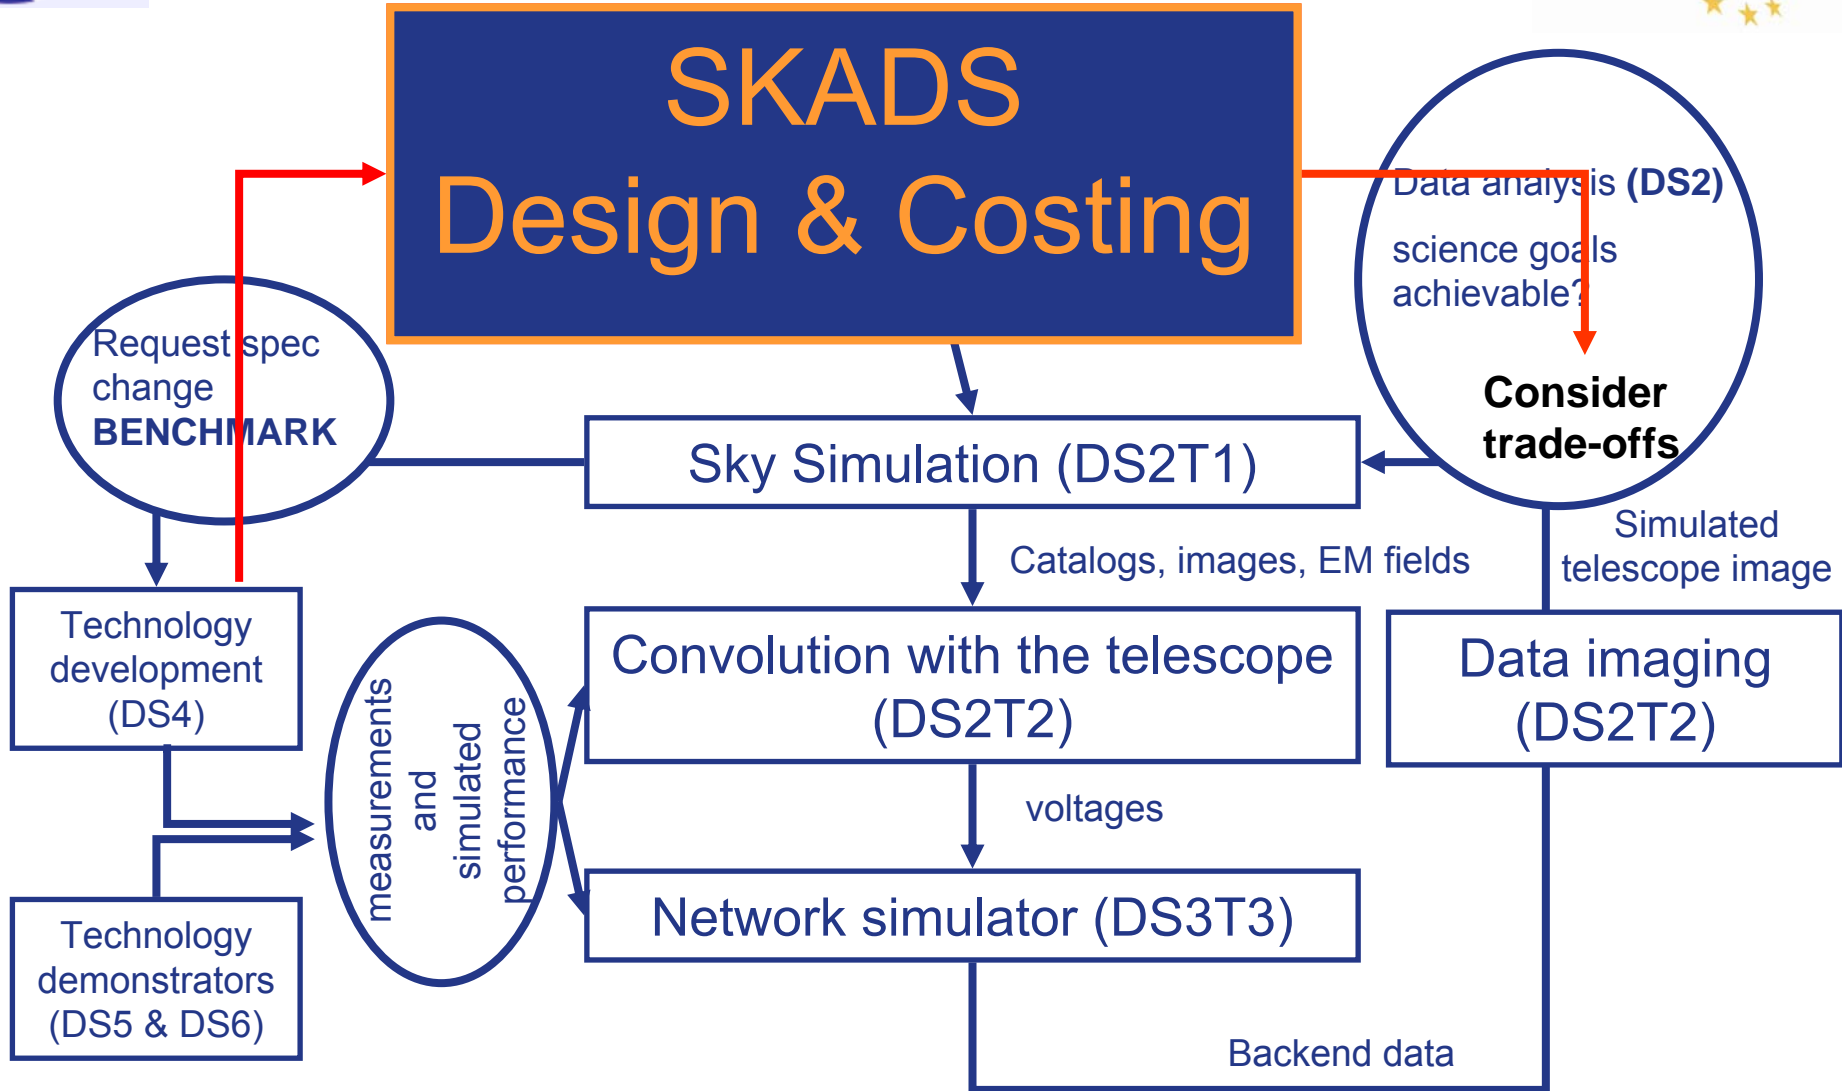 SKADS
Design & Costing
Data analysis (DS2)
science goals
achievable?
Consider
trade-offs
Request spec
change
BENCHMARK
Sky Simulation (DS2T1)
Simulated
telescope image
Catalogs, images, EM fields
Technology
development
(DS4)
measurements
and
simulated
performance
Convolution with the telescope
(DS2T2)
Data imaging
(DS2T2)
voltages
Network simulator (DS3T3)
Technology
demonstrators
(DS5 & DS6)
Backend data